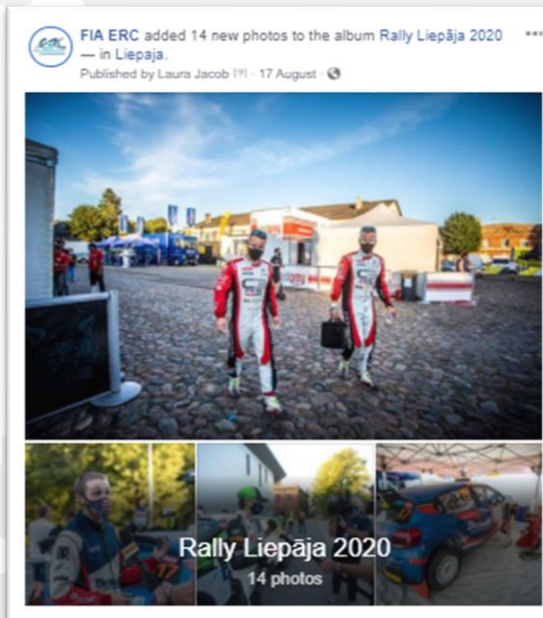 FIA ERC added 14 new photos to the album Rally Liepāja 2020
— in Liepaja.
Published by Laura Jacob [?] · 17 August ·
Rally Liepāja 2020
14 photos